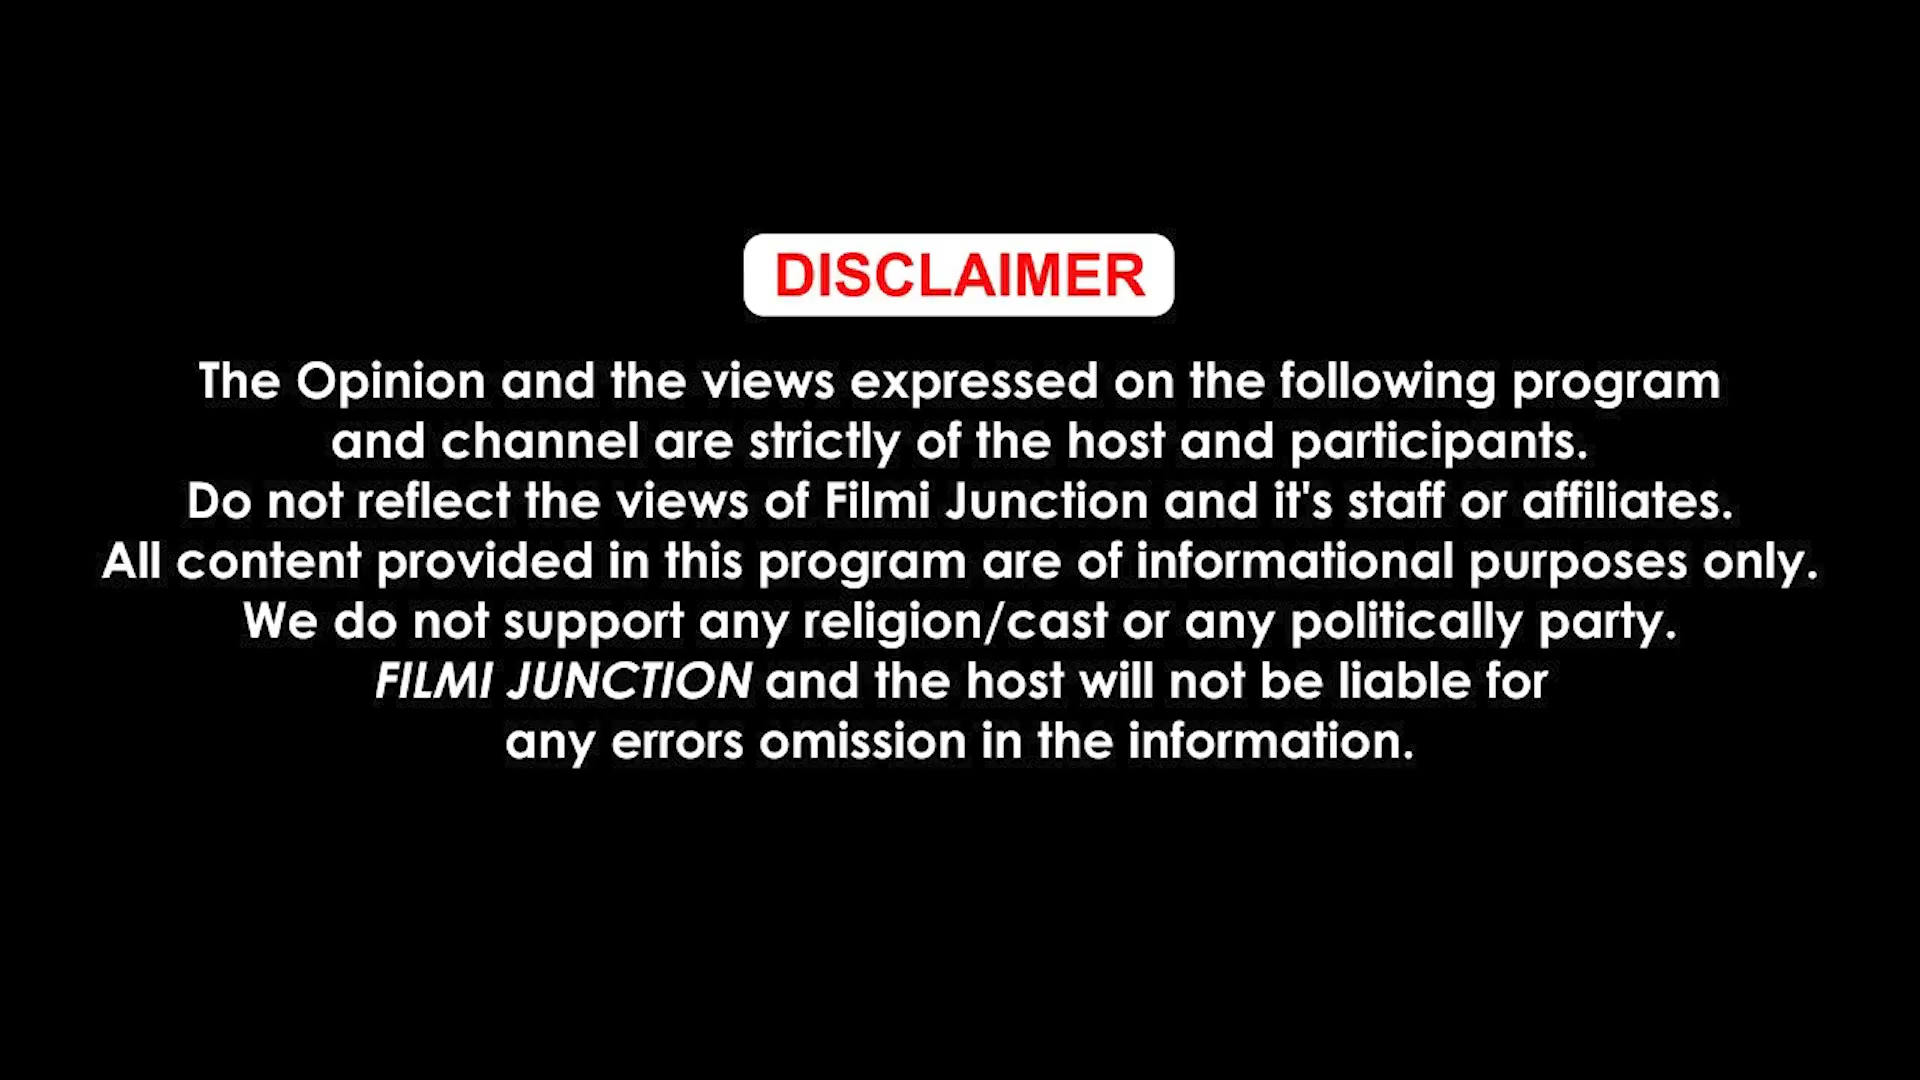 DISCLAIMER
The Opinion and the views expressed on the following program
and channel are strictly of the host and participants.
Do not reflect the views of Filmi Junction and it's staff or affiliates.
All content provided in this program are of informational purposes only.
We do not support any religion/cast or any politically party.
FILMI JUNCTION and the host will not be liable for
any errors omission in the information.